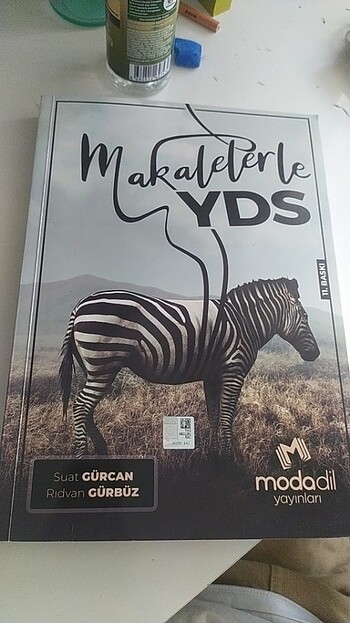 Makalelerle
YDS
11. BASKI
Suat GÜRCAN
Rıdvan GÜRBÜZ
modadil
yayınları